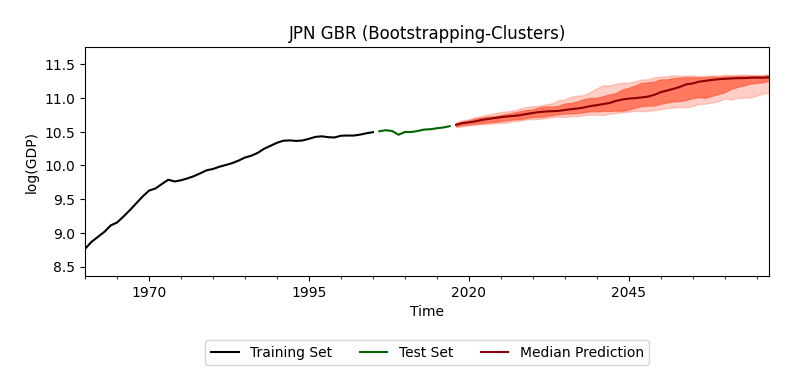 JPN GBR (Bootstrapping-Clusters)
11.5
11.0
10.5
10.0
9.5
9.0
8.5
log(GDP)
1970 1995 2020 2045
Time
Training Set Test Set Median Prediction